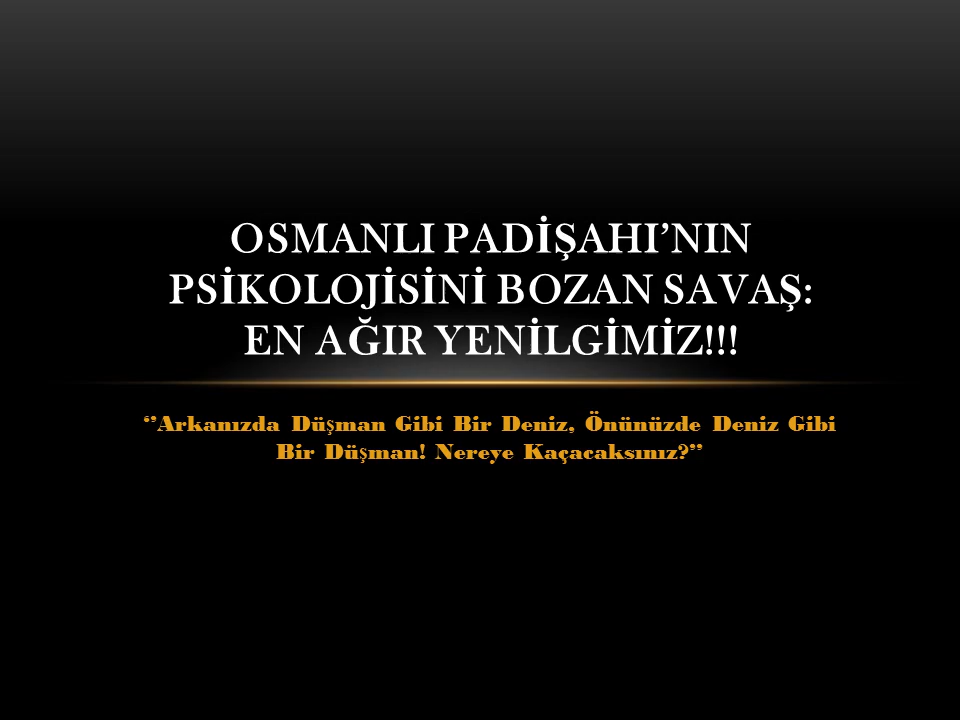 OSMANLI PADİŞAHI’NIN
PSİKOLOJİSİNİ BOZAN SAVAŞ:
EN AĞIR YENİLGİMİZ!!!
‘’Arkanızda Düşman Gibi Bir Deniz, Önünüzde Deniz Gibi
Bir Düşman! Nereye Kaçacaksınız?’’